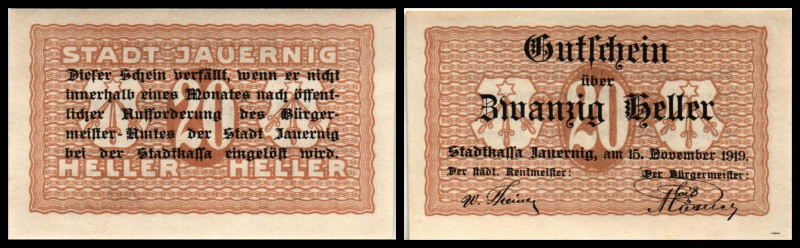 STADT JAUERNIG
Dieser Schein verfällt, wenn er nicht
innerhalb eines Monates nach öffent-
licher Aufforderung des Bürger-
meister-Amtes der Stadt Jauernig
bei der Stadtkassa eingelöst wird.
20
HELLER HELLER
Gutschein
über
Zwanzig Heller
20
Stadtkassa Jauernig, am 15. November 1919.
Der städt. Rentmeister: Der Bürgermeister: